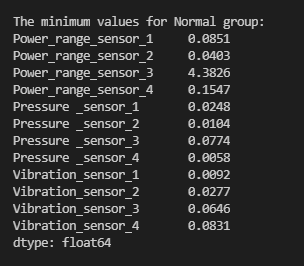 The minimum values for Normal group:
Power_range_sensor_1 0.0851
Power_range_sensor_2 0.0403
Power_range_sensor_3 4.3826
Power_range_sensor_4 0.1547
Pressure _sensor_1 0.0248
Pressure _sensor_2 0.0104
Pressure _sensor_3 0.0774
Pressure _sensor_4 0.0058
Vibration_sensor_1 0.0092
Vibration_sensor_2 0.0277
Vibration_sensor_3 0.0646
Vibration_sensor_4 0.0831
dtype: float64